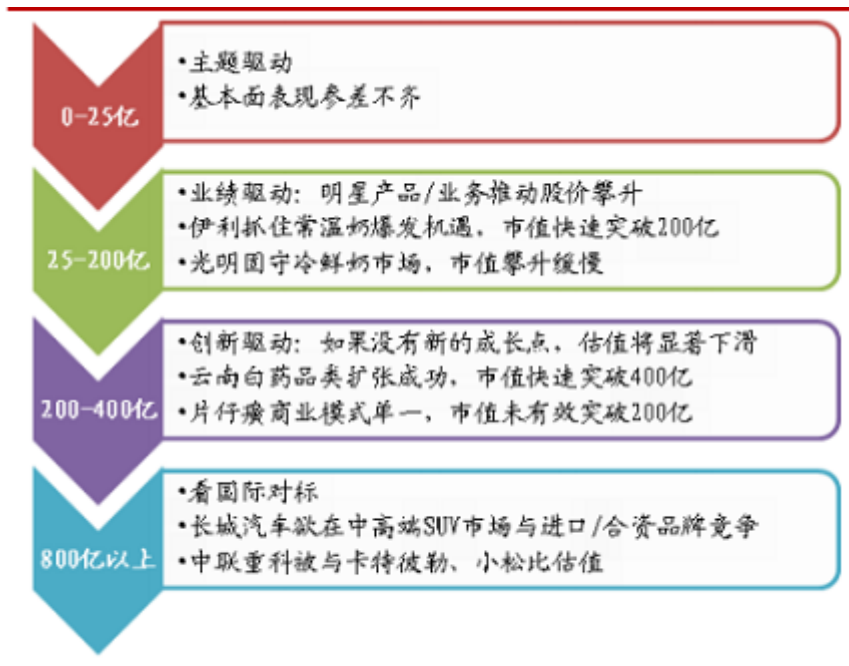 0-25亿
•主题驱动
•基本面表现参差不齐
25-200亿
•业绩驱动：明星产品/业务推动股价攀升
•伊利抓住常温奶爆发机遇，市值快速突破200亿
•光明固守冷鲜奶市场，市值攀升缓慢
200-400亿
•创新驱动：如果没有新的成长点，估值将显著下滑
•云南白药品类扩张成功，市值快速突破400亿
•片仔癀商业模式单一，市值未有效突破200亿
800亿以上
•看国际对标
•长城汽车欲在中高端SUV市场与进口/合资品牌竞争
•中联重科被与卡特彼勒、小松比估值